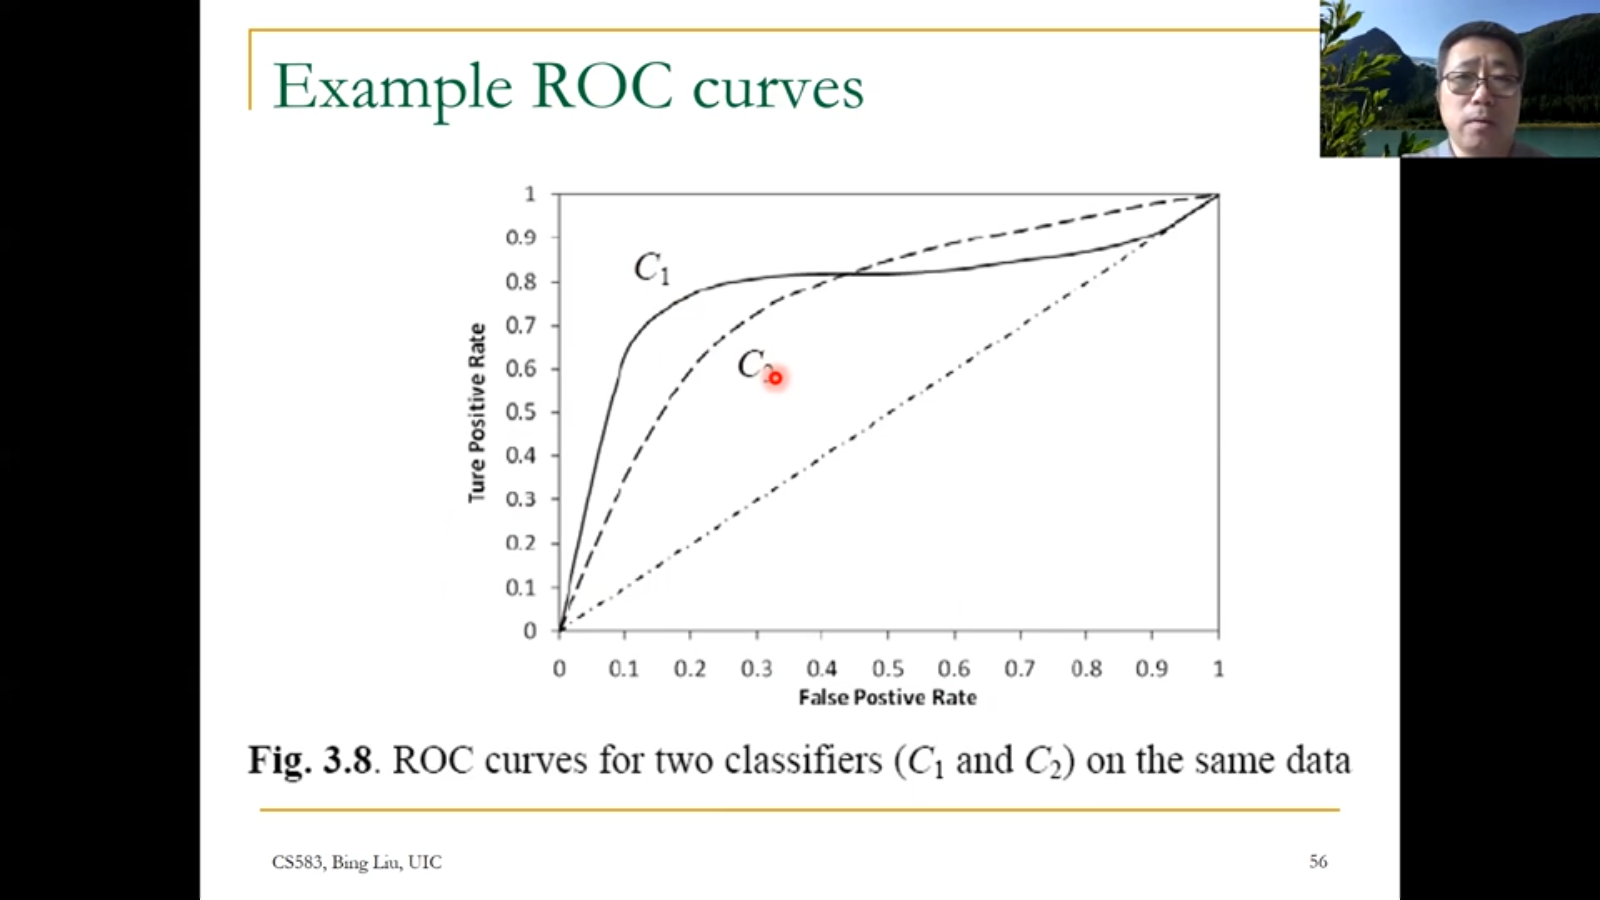 Example ROC curves
1
0.9
0.8
0.7
0.6
0.5
0.4
0.3
0.2
0.1
0
C1
C2
Ture Positive Rate
0 0.1 0.2 0.3 0.4 0.5 0.6 0.7 0.8 0.9 1
False Postive Rate
Fig. 3.8. ROC curves for two classifiers (C1 and C2) on the same data
CS583, Bing Liu, UIC
56